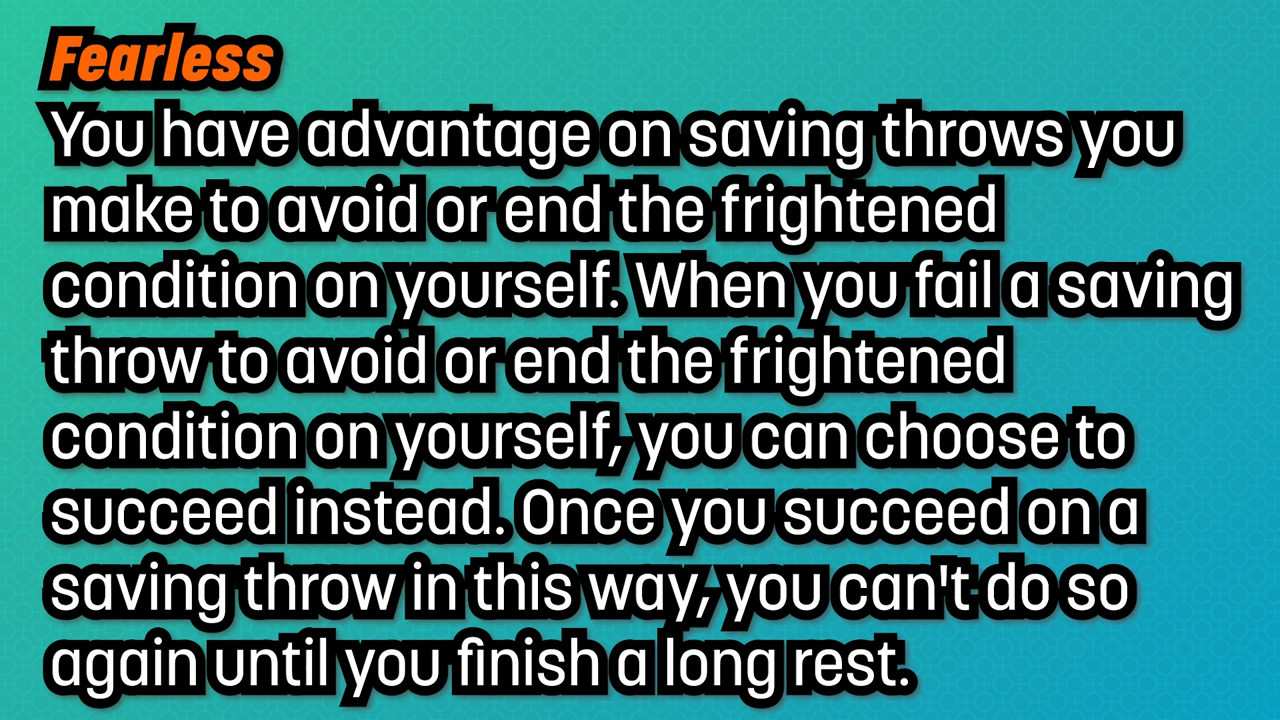 Fearless
You have advantage on saving throws you
make to avoid or end the frightened
condition on yourself. When you fail a saving
throw to avoid or end the frightened
condition on yourself, you can choose to
succeed instead. Once you succeed on a
saving throw in this way, you can't do so
again until you finish a long rest.